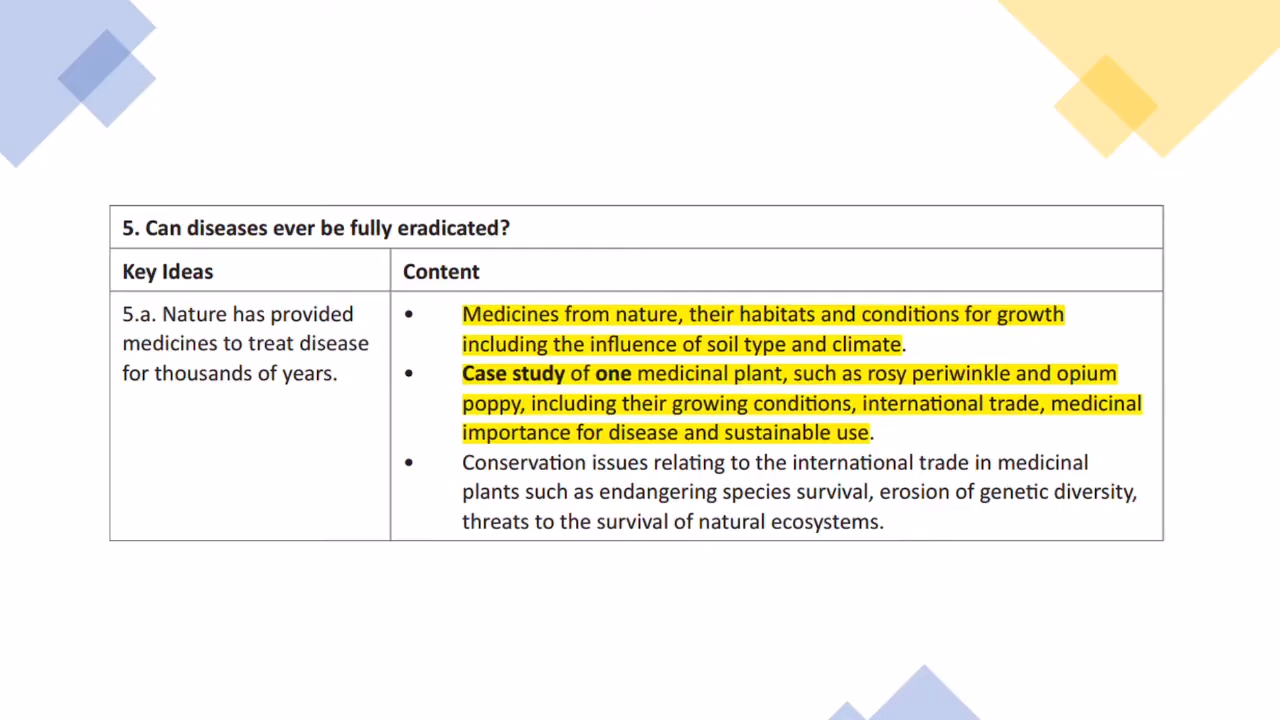 5. Can diseases ever be fully eradicated?
Key Ideas
Content
5.a. Nature has provided
medicines to treat disease
for thousands of years.
• Medicines from nature, their habitats and conditions for growth
including the influence of soil type and climate.
• Case study of one medicinal plant, such as rosy periwinkle and opium
poppy, including their growing conditions, international trade, medicinal
importance for disease and sustainable use.
• Conservation issues relating to the international trade in medicinal
plants such as endangering species survival, erosion of genetic diversity,
threats to the survival of natural ecosystems.